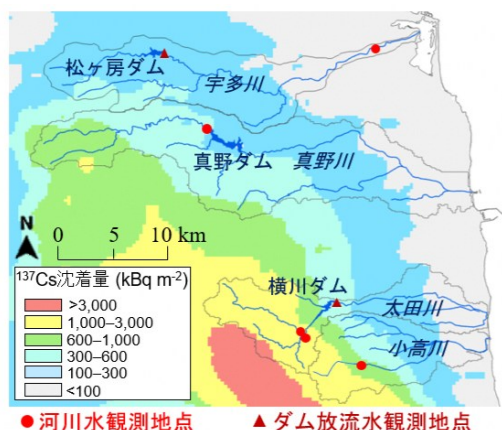 松ヶ房ダム
宇多川
真野ダム
真野川
N
0 5 10 km
137Cs沈着量 (kBq m-2)
>3,000
1,000–3,000
600–1,000
300–600
100–300
<100
横川ダム
太田川
小高川
●河川水観測地点 ▲ダム放流水観測地点